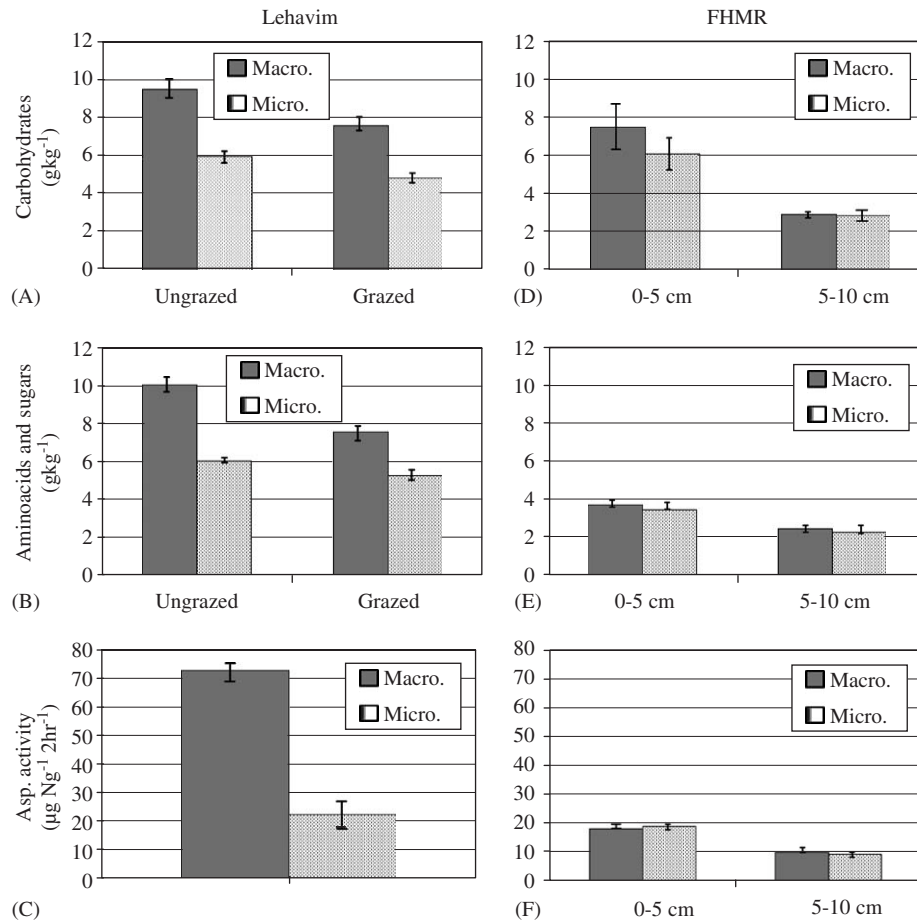 Lehavim
FHMR
Carbohydrates
(gkg-1)
12
10
8
6
4
2
0
Macro.
Micro.
Ungrazed
Grazed
(A)
12
10
8
6
4
2
0
Macro.
Micro.
0-5 cm
5-10 cm
(D)
Aminoacids and sugars
(gkg-1)
12
10
8
6
4
2
0
Macro.
Micro.
Ungrazed
Grazed
(B)
12
10
8
6
4
2
0
Macro.
Micro.
0-5 cm
5-10 cm
(E)
Asp. activity
(µg Ng-1 2hr-1)
80
70
60
50
40
30
20
10
0
Macro.
Micro.
(C)
80
70
60
50
40
30
20
10
0
Macro.
Micro.
0-5 cm
5-10 cm
(F)